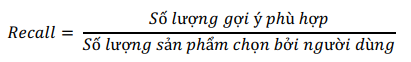 Recall = Số lượng gợi ý phù hợp
Số lượng sản phẩm chọn bởi người dùng